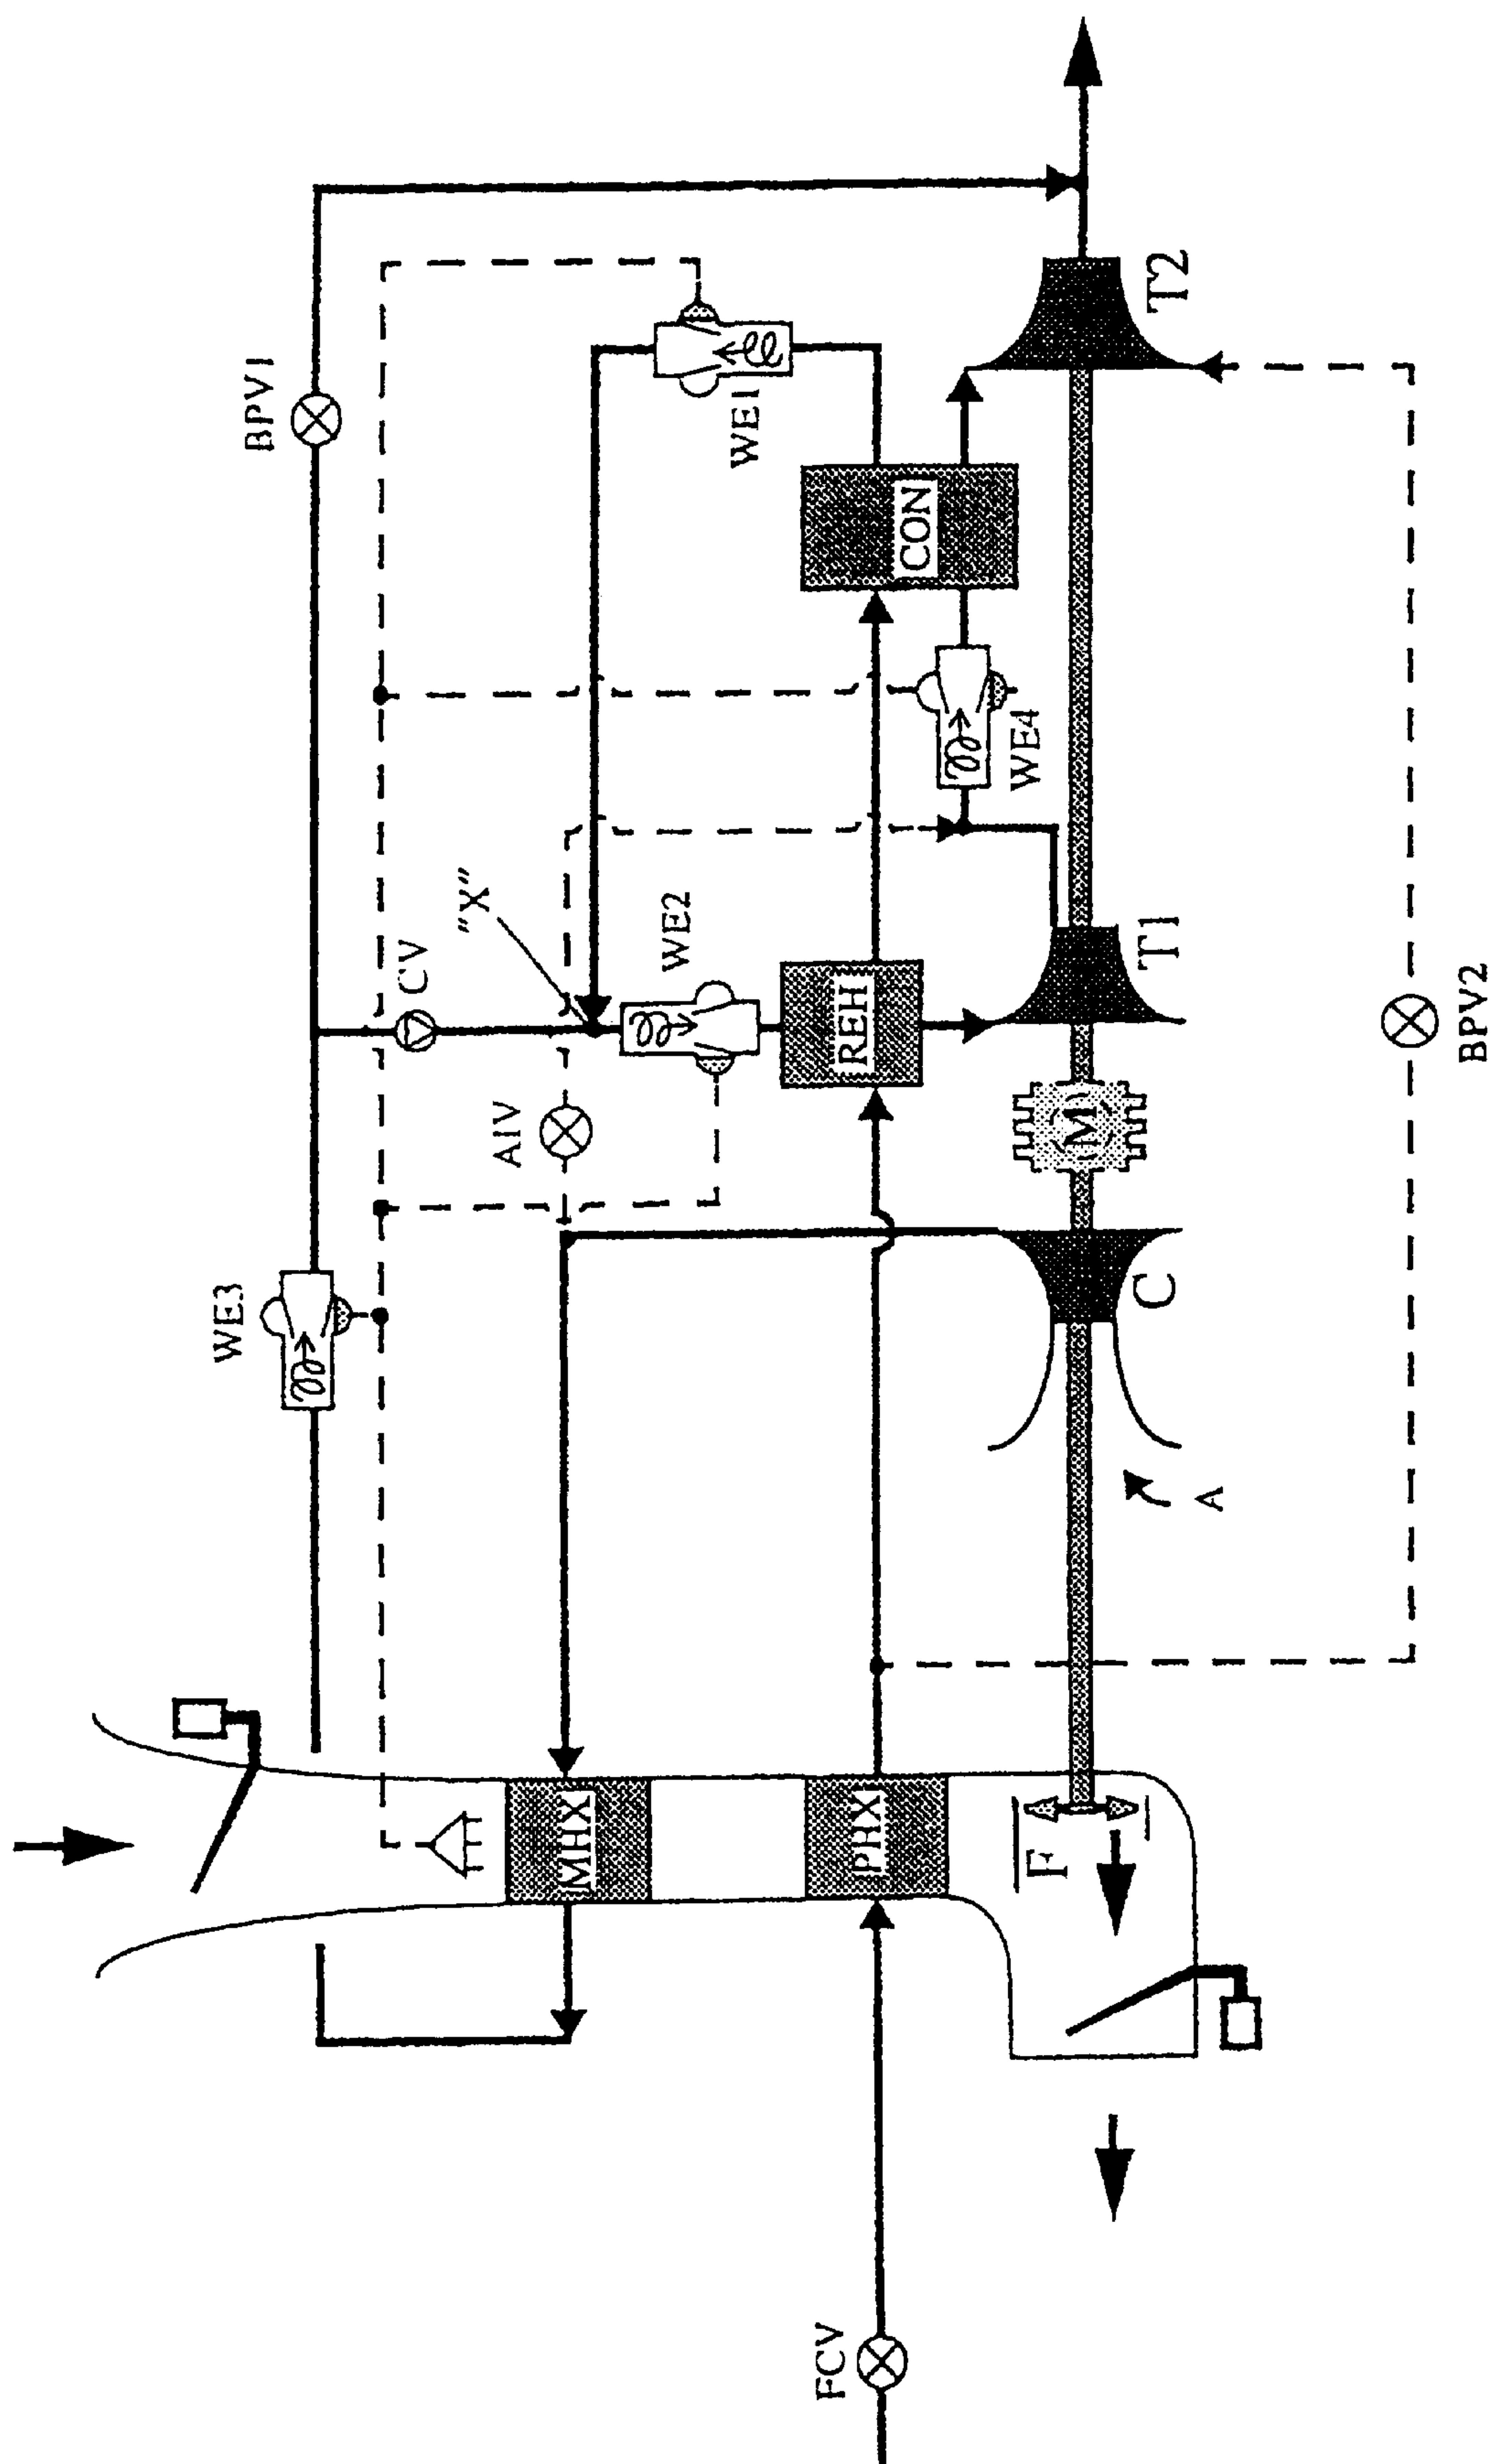 BPV1
T2
WE1
CON
WE4
"X"
CV
WE2
REH
T1
AIV
(M)
BPV2
WE3
C
A
MHX
PHX
F
FCV